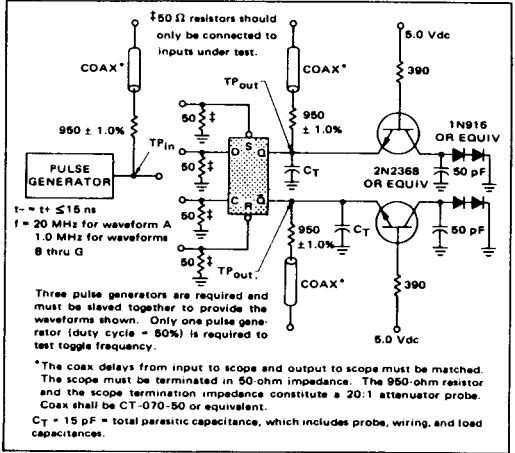 ‡50 Ω resistors should
only be connected to
inputs under test.
COAX*
950
± 1.0%
TPin
PULSE
GENERATOR
t- = t+ ≤15 ns
f = 20 MHz for waveform A
1.0 MHz for waveforms
B thru G
50 ‡
50 ‡
50 ‡
50 ‡
S
D Q
C Q̅
R
TPout
COAX*
950
± 1.0%
CT
5.0 Vdc
390
1N916
OR EQUIV
2N2368
OR EQUIV
50 pF
TPout
950
±1.0%
COAX*
CT
50 pF
390
5.0 Vdc
Three pulse generators are required and
must be slaved together to provide the
waveforms shown. Only one pulse gene-
rator (duty cycle = 50%) is required to
test toggle frequency.
*The coax delays from input to scope and output to scope must be matched.
The scope must be terminated in 50-ohm impedance. The 950-ohm resistor
and the scope termination impedance constitute a 20:1 attenuator probe.
Coax shall be CT-070-50 or equivalent.
CT = 15 pF = total parasitic capacitance, which includes probe, wiring, and load
capacitances.